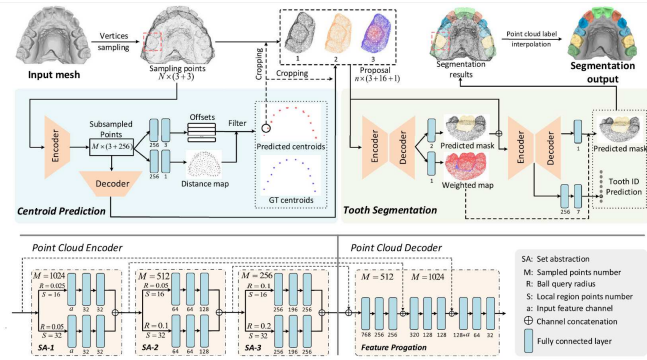 Input mesh
Vertices
sampling
Sampling points
N×(3+3)
Cropping
Cropping
1 2 3
Proposal
n×(3+16+1)
Segmentation
results
Point cloud label
interpolation
Segmentation
output
Encoder
Subsampled
Points
M×(3+256)
Decoder
256 3
256 1
Offsets
Distance map
Filter
Predicted centroids
GT centroids
Centroid Prediction
Encoder
Decoder
2
Predicted mask
1
Weighted map
Encoder
Decoder
1
Predicted mask
256 7
Tooth ID
Prediction
Tooth Segmentation
Point Cloud Encoder
M=1024
R=0.025
S=16
a 32 32
R=0.05
S=32
a 32 32
SA-1
M=512
R=0.05
S=16
64 64 128
R=0.1
S=32
64 64 128
SA-2
M=256
R=0.1
S=16
256 196 256
R=0.2
S=32
256 196 256
SA-3
Point Cloud Decoder
M=512
M=1024
768 256 256
320 128 128
128+a 64 32
Feature Progation
SA: Set abstraction
M: Sampled points number
R: Ball query radius
S: Local region points number
a: Input feature channel
Channel concatenation
Fully connected layer